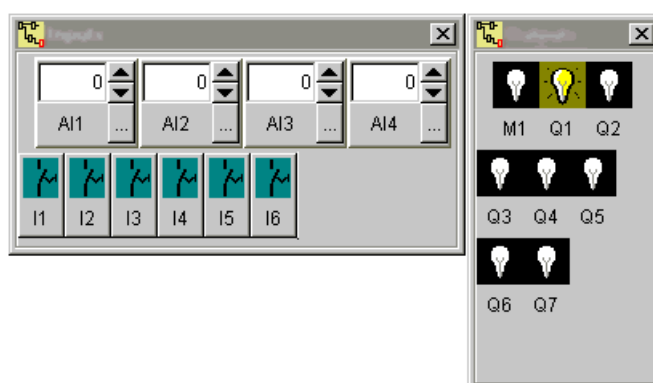 0 0 0 0
AI1 ... AI2 ... AI3 ... AI4 ...
I1 I2 I3 I4 I5 I6
M1 Q1 Q2
Q3 Q4 Q5
Q6 Q7